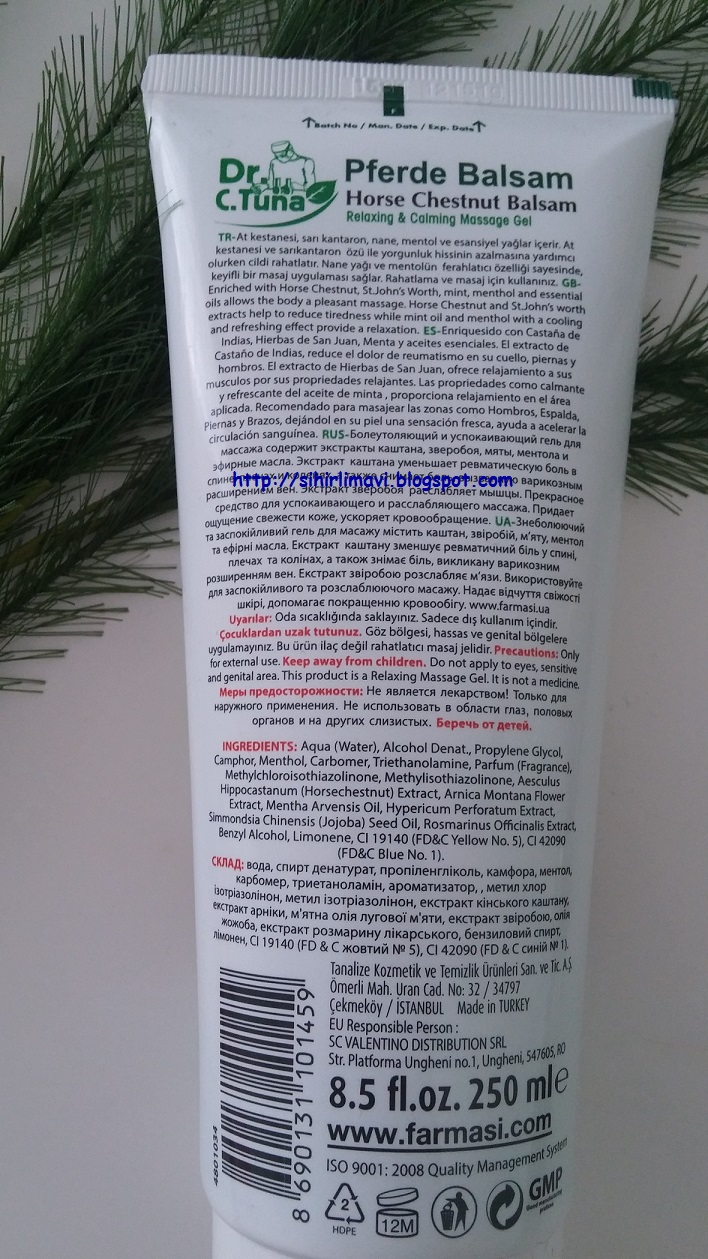 Batch No / Man. Date / Exp. Date
Dr.
C.Tuna
Pferde Balsam
Horse Chestnut Balsam
Relaxing & Calming Massage Gel
TR-At kestanesi, sarı kantaron, nane, mentol ve esansiyel yağlar içerir. At
kestanesi ve sarıkantaron özü ile yorgunluk hissinin azalmasına yardımcı
olurken cildi rahatlatır. Nane yağı ve mentolün ferahlatıcı özelliği sayesinde,
keyifli bir masaj uygulaması sağlar. Rahatlama ve masaj için kullanınız. GB-
Enriched with Horse Chestnut, St.John's Worth, mint, menthol and essential
oils allows the body a pleasant massage. Horse Chestnut and St.John's worth
extracts help to reduce tiredness while mint oil and menthol with a cooling
and refreshing effect provide a relaxation. ES-Enriquesido con Castaña de
Indias, Hierbas de San Juan, Menta y aceites esenciales. El extracto de
Castaño de Indias, reduce el dolor de reumatismo en su cuello, piernas y
hombros. El extracto de Hierbas de San Juan, ofrece relajamiento a sus
musculos por sus propriedades relajantes. Las propriedades como calmante
y refrescante del aceite de minta , proporciona relajamiento en el área
aplicada. Recomendado para masajear las zonas como Hombros, Espalda,
Piernas y Brazos, dejándol en su piel una sensación fresca, ayuda a acelerar la
circulación sanguínea. RUS-Болеутоляющий и успокаивающий гель для
массажа содержит экстракты каштана, зверобоя, мяты, ментола и
эфирные масла. Экстракт каштана уменьшает ревматическую боль в
http://sihirlimavi.blogspot.com
варикозным
расширением вен. Экстракт зверобоя расслабляет мышцы. Прекрасное
средство для успокаивающего и расслабляющего массажа. Придает
ощущение свежести коже, ускоряет кровообращение. UA-Знеболюючий
та заспокійливий гель для масажу містить каштан, звіробій, м'яту, ментол
та ефірні масла. Екстракт каштану зменшує ревматичний біль у спині,
плечах та колінах, а також знімає біль, викликану варикозним
розширенням вен. Екстракт звіробою розслаблює м'язи. Використовуйте
для заспокійливого та розслаблюючого масажу. Надає відчуття свіжості
шкірі, допомагає покращенню кровообігу. www.farmasi.ua
Uyarılar: Oda sıcaklığında saklayınız. Sadece dış kullanım içindir.
Çocuklardan uzak tutunuz. Göz bölgesi, hassas ve genital bölgelere
uygulamayınız. Bu ürün ilaç değil rahatlatıcı masaj jelidir. Precautions: Only
for external use. Keep away from children. Do not apply to eyes, sensitive
and genital area. This product is a Relaxing Massage Gel. It is not a medicine.
Меры предосторожности: Не является лекарством! Только для
наружного применения. Не использовать в области глаз, половых
органов и на других слизистых. Беречь от детей.
INGREDIENTS: Aqua (Water), Alcohol Denat., Propylene Glycol,
Camphor, Menthol, Carbomer, Triethanolamine, Parfum (Fragrance),
Methylchloroisothiazolinone, Methylisothiazolinone, Aesculus
Hippocastanum (Horsechestnut) Extract, Arnica Montana Flower
Extract, Mentha Arvensis Oil, Hypericum Perforatum Extract,
Simmondsia Chinensis (Jojoba) Seed Oil, Rosmarinus Officinalis Extract,
Benzyl Alcohol, Limonene, CI 19140 (FD&C Yellow No. 5), CI 42090
(FD&C Blue No. 1).
СКЛАД: вода, спирт денатурат, пропіленгліколь, камфора, ментол,
карбомер, триетаноламін, ароматизатор, , метил хлор
ізотріазолінон, метил ізотріазолінон, екстракт кінського каштану,
екстракт арніки, м'ятна олія лугової м'яти, екстракт звіробою, олія
жожоба, екстракт розмарину лікарського, бензиловий спирт,
лімонен, CI 19140 (FD & C жовтий № 5), CI 42090 (FD & C синій № 1).
Tanalize Kozmetik ve Temizlik Ürünleri San. ve Tic. A.Ş
Ömerli Mah. Uran Cad. No: 32 / 34797
Çekmeköy / İSTANBUL Made in TURKEY
EU Responsible Person :
SC VALENTINO DISTRIBUTION SRL
Str. Platforma Ungheni no.1, Ungheni, 547605, RO
8.5 fl.oz. 250 ml e
www.farmasi.com
ISO 9001: 2008 Quality Management System
4801034
8 690131 101459
2
HDPE
12M
GMP